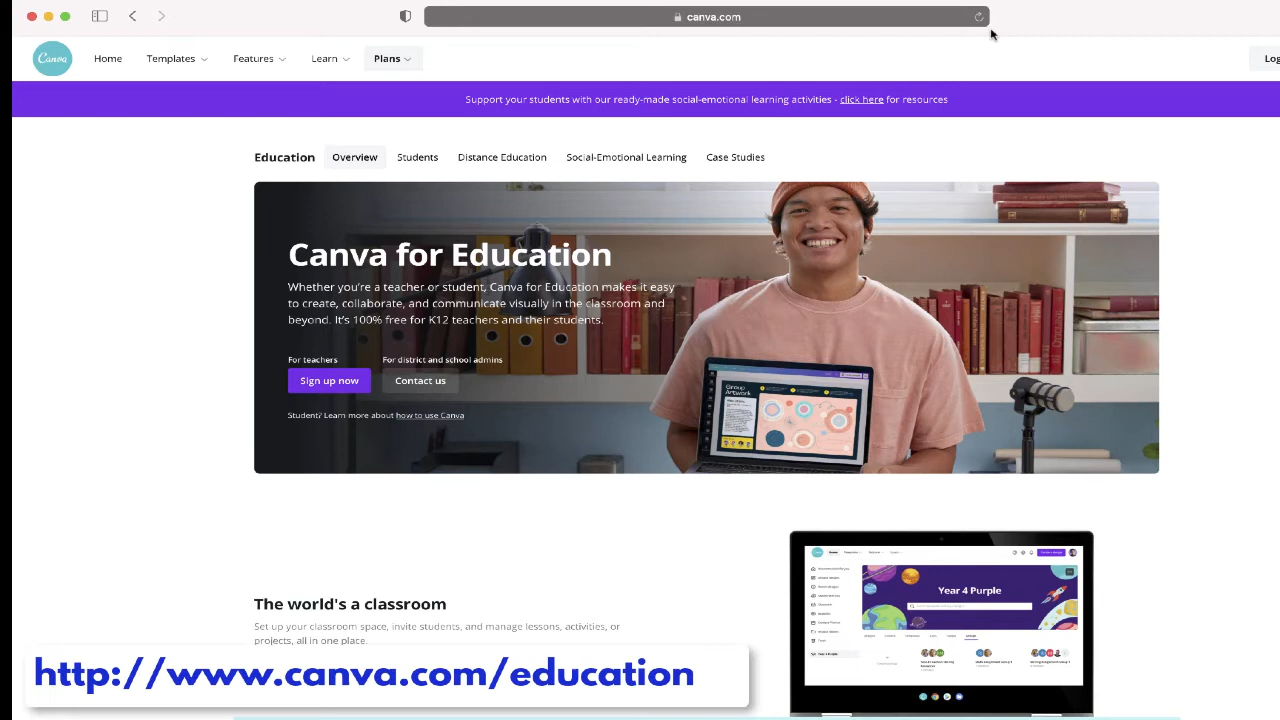 canva.com
Canva
Home Templates Features Learn Plans
Log
Support your students with our ready-made social-emotional learning activities - click here for resources
Education Overview Students Distance Education Social-Emotional Learning Case Studies
Canva for Education
Whether you're a teacher or student, Canva for Education makes it easy
to create, collaborate, and communicate visually in the classroom and
beyond. It's 100% free for K12 teachers and their students.
For teachers For district and school admins
Sign up now Contact us
Student? Learn more about how to use Canva
Group
Artwork
The world's a classroom
Set up your classroom space, invite students, and manage lessons, activities, or
projects, all in one place.
Year 4 Purple
http://www.canva.com/education